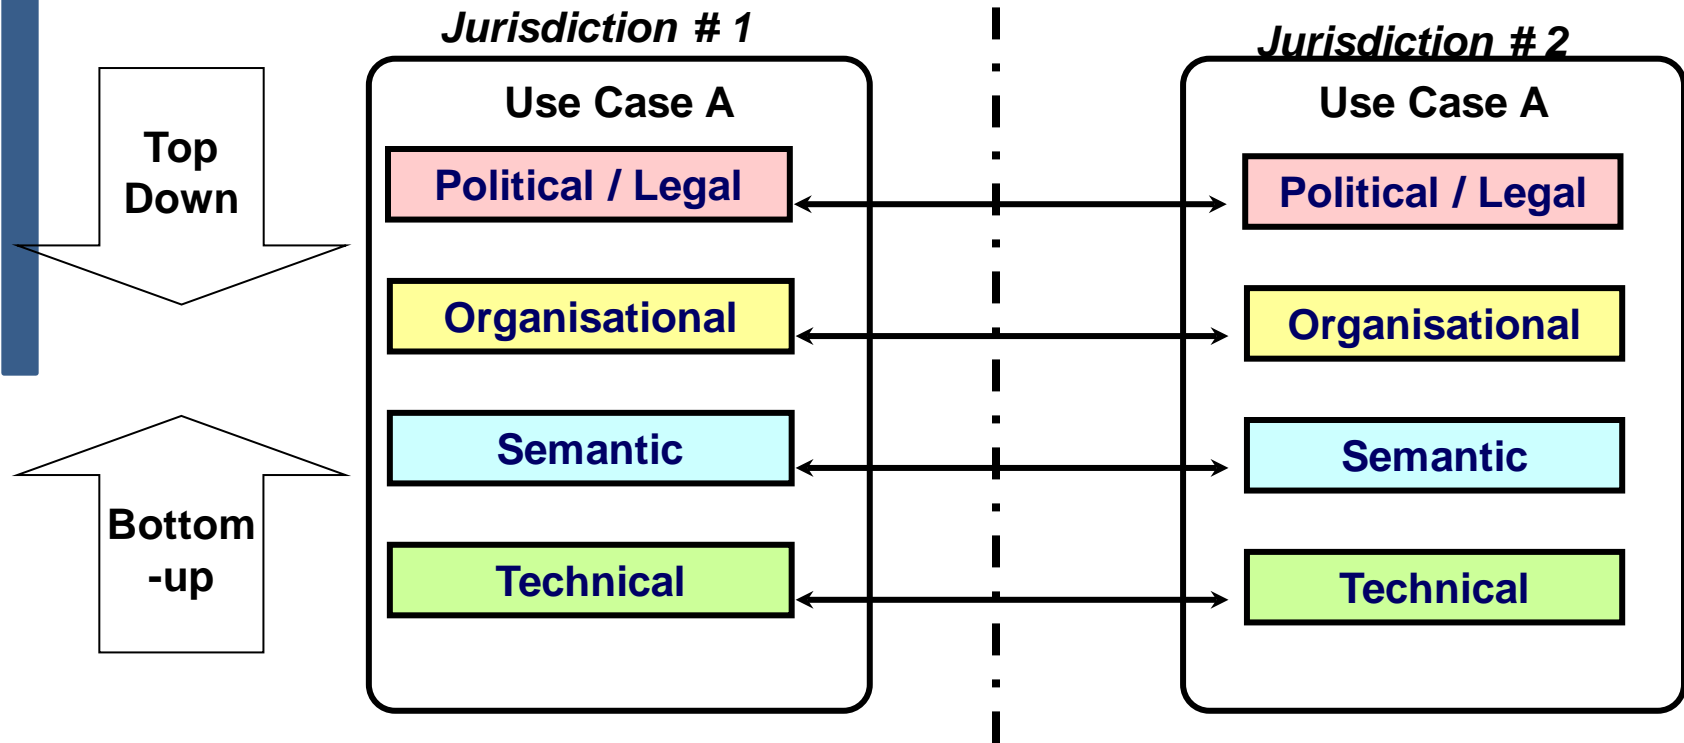 Jurisdiction # 1
Jurisdiction # 2
Use Case A
Use Case A
Top
Down
Political / Legal
Political / Legal
Organisational
Organisational
Semantic
Semantic
Bottom
-up
Technical
Technical